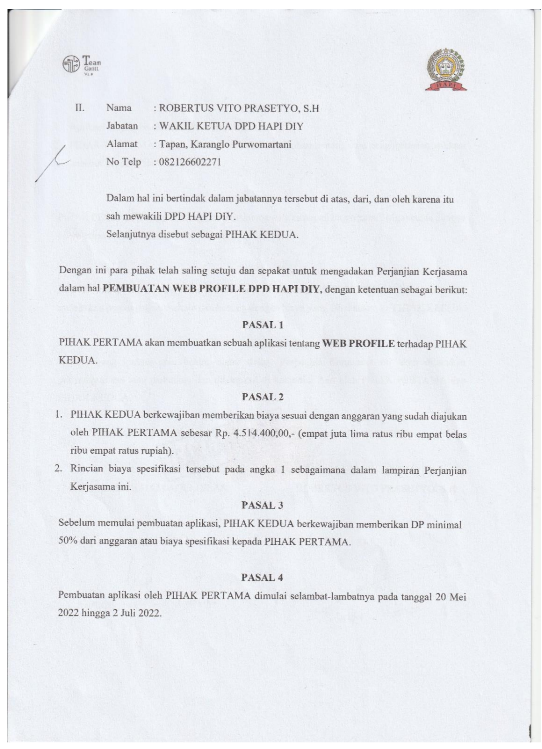 Team
HAPI
II. Nama : ROBERTUS VITO PRASETYO, S.H
Jabatan : WAKIL KETUA DPD HAPI DIY
Alamat : Tapan, Karanglo Purwomartani
No Telp : 082126602271
Dalam hal ini bertindak dalam jabatannya tersebut di atas, dari, dan oleh karena itu
sah mewakili DPD HAPI DIY.
Selanjutnya disebut sebagai PIHAK KEDUA.
Dengan ini para pihak telah saling setuju dan sepakat untuk mengadakan Perjanjian Kerjasama
dalam hal PEMBUATAN WEB PROFILE DPD HAPI DIY, dengan ketentuan sebagai berikut:
PASAL 1
PIHAK PERTAMA akan membuatkan sebuah aplikasi tentang WEB PROFILE terhadap PIHAK
KEDUA.
PASAL 2
1. PIHAK KEDUA berkewajiban memberikan biaya sesuai dengan anggaran yang sudah diajukan
oleh PIHAK PERTAMA sebesar Rp. 4.514.400,00,- (empat juta lima ratus ribu empat belas
ribu empat ratus rupiah).
2. Rincian biaya spesifikasi tersebut pada angka 1 sebagaimana dalam lampiran Perjanjian
Kerjasama ini.
PASAL 3
Sebelum memulai pembuatan aplikasi, PIHAK KEDUA berkewajiban memberikan DP minimal
50% dari anggaran atau biaya spesifikasi kepada PIHAK PERTAMA.
PASAL 4
Pembuatan aplikasi oleh PIHAK PERTAMA dimulai selambat-lambatnya pada tanggal 20 Mei
2022 hingga 2 Juli 2022.